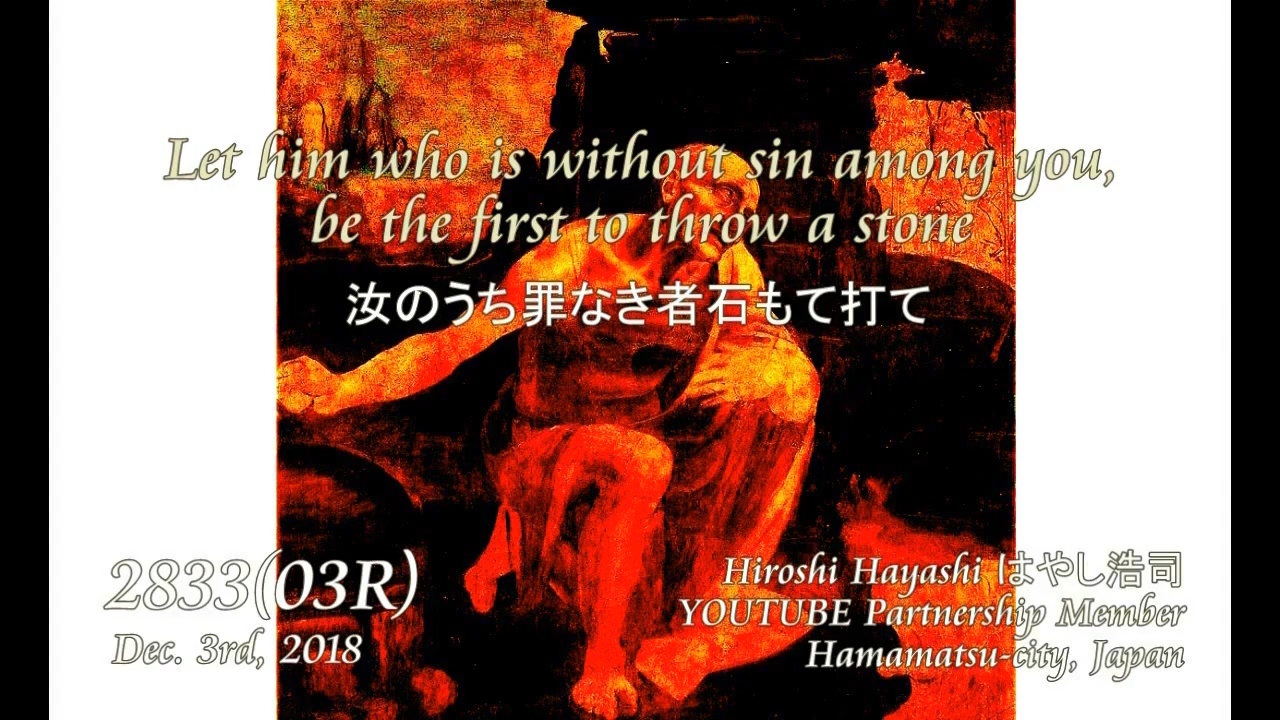 Let him who is without sin among you,
be the first to throw a stone
汝のうち罪なき者石もて打て
2833(03R)
Dec. 3rd, 2018
Hiroshi Hayashi はやし浩司
YOUTUBE Partnership Member
Hamamatsu-city, Japan